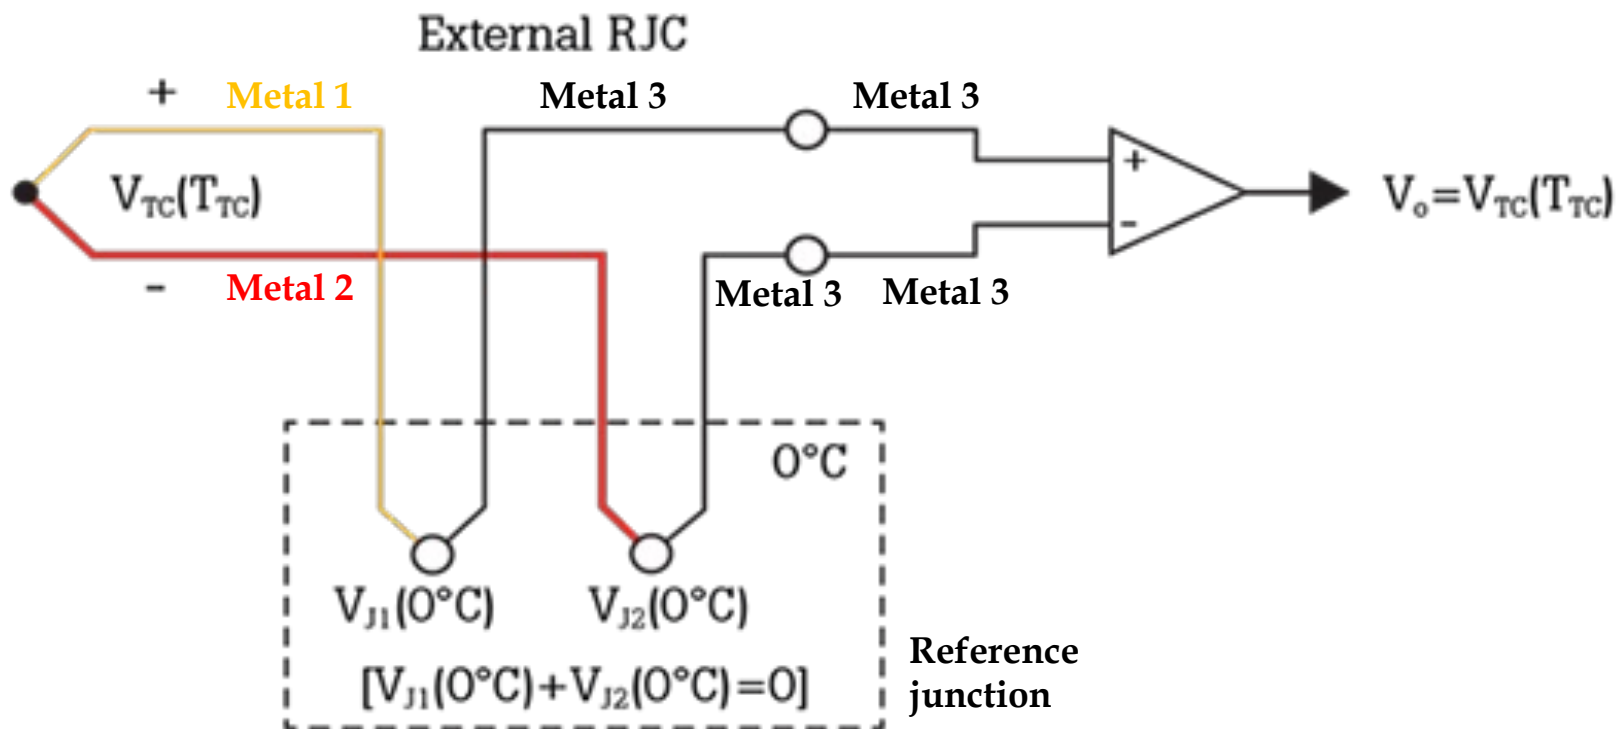 External RJC
+ Metal 1 Metal 3 Metal 3
V_TC(T_TC)
+
-
V_o=V_TC(T_TC)
- Metal 2
Metal 3 Metal 3
0°C
V_J1(0°C) V_J2(0°C)
[V_J1(0°C)+V_J2(0°C)=0]
Reference
junction